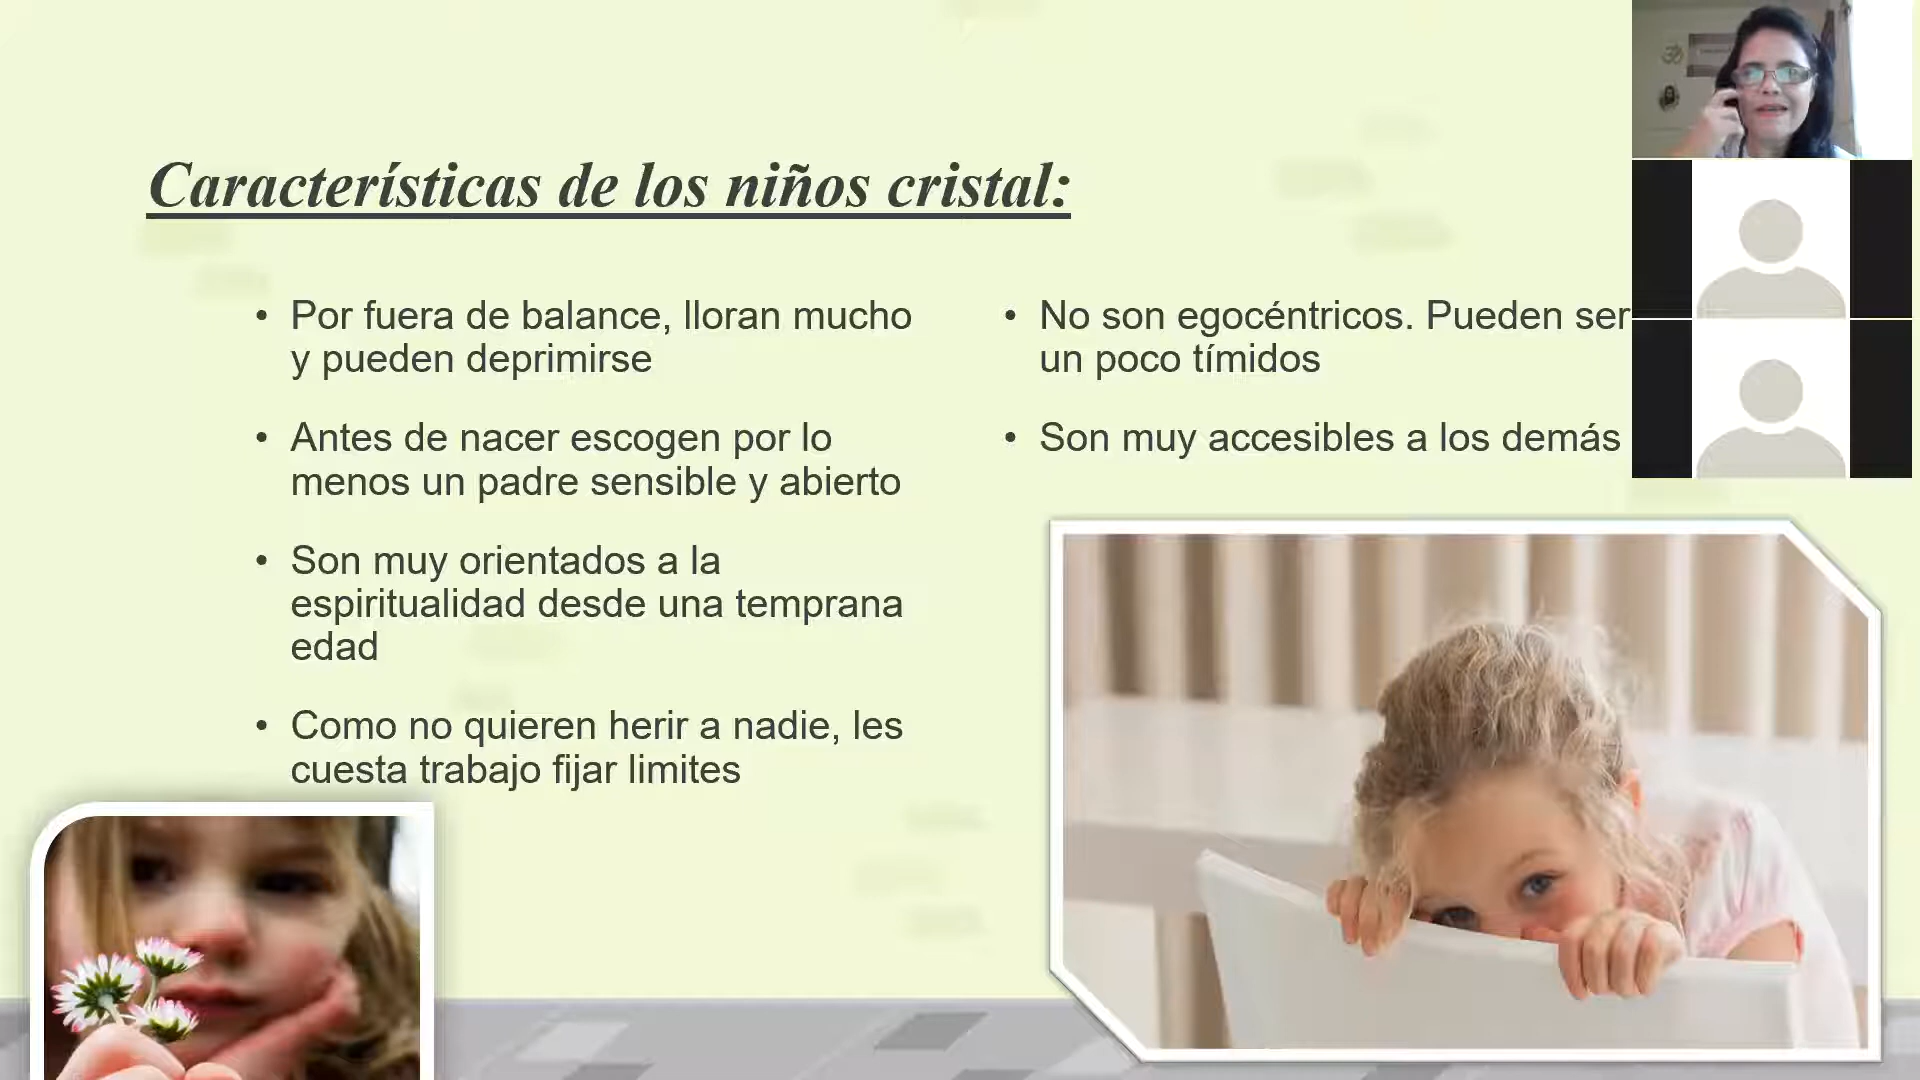 Características de los niños cristal:
• Por fuera de balance, lloran mucho
y pueden deprimirse
• Antes de nacer escogen por lo
menos un padre sensible y abierto
• Son muy orientados a la
espiritualidad desde una temprana
edad
• Como no quieren herir a nadie, les
cuesta trabajo fijar limites
• No son egocéntricos. Pueden ser
un poco tímidos
• Son muy accesibles a los demás